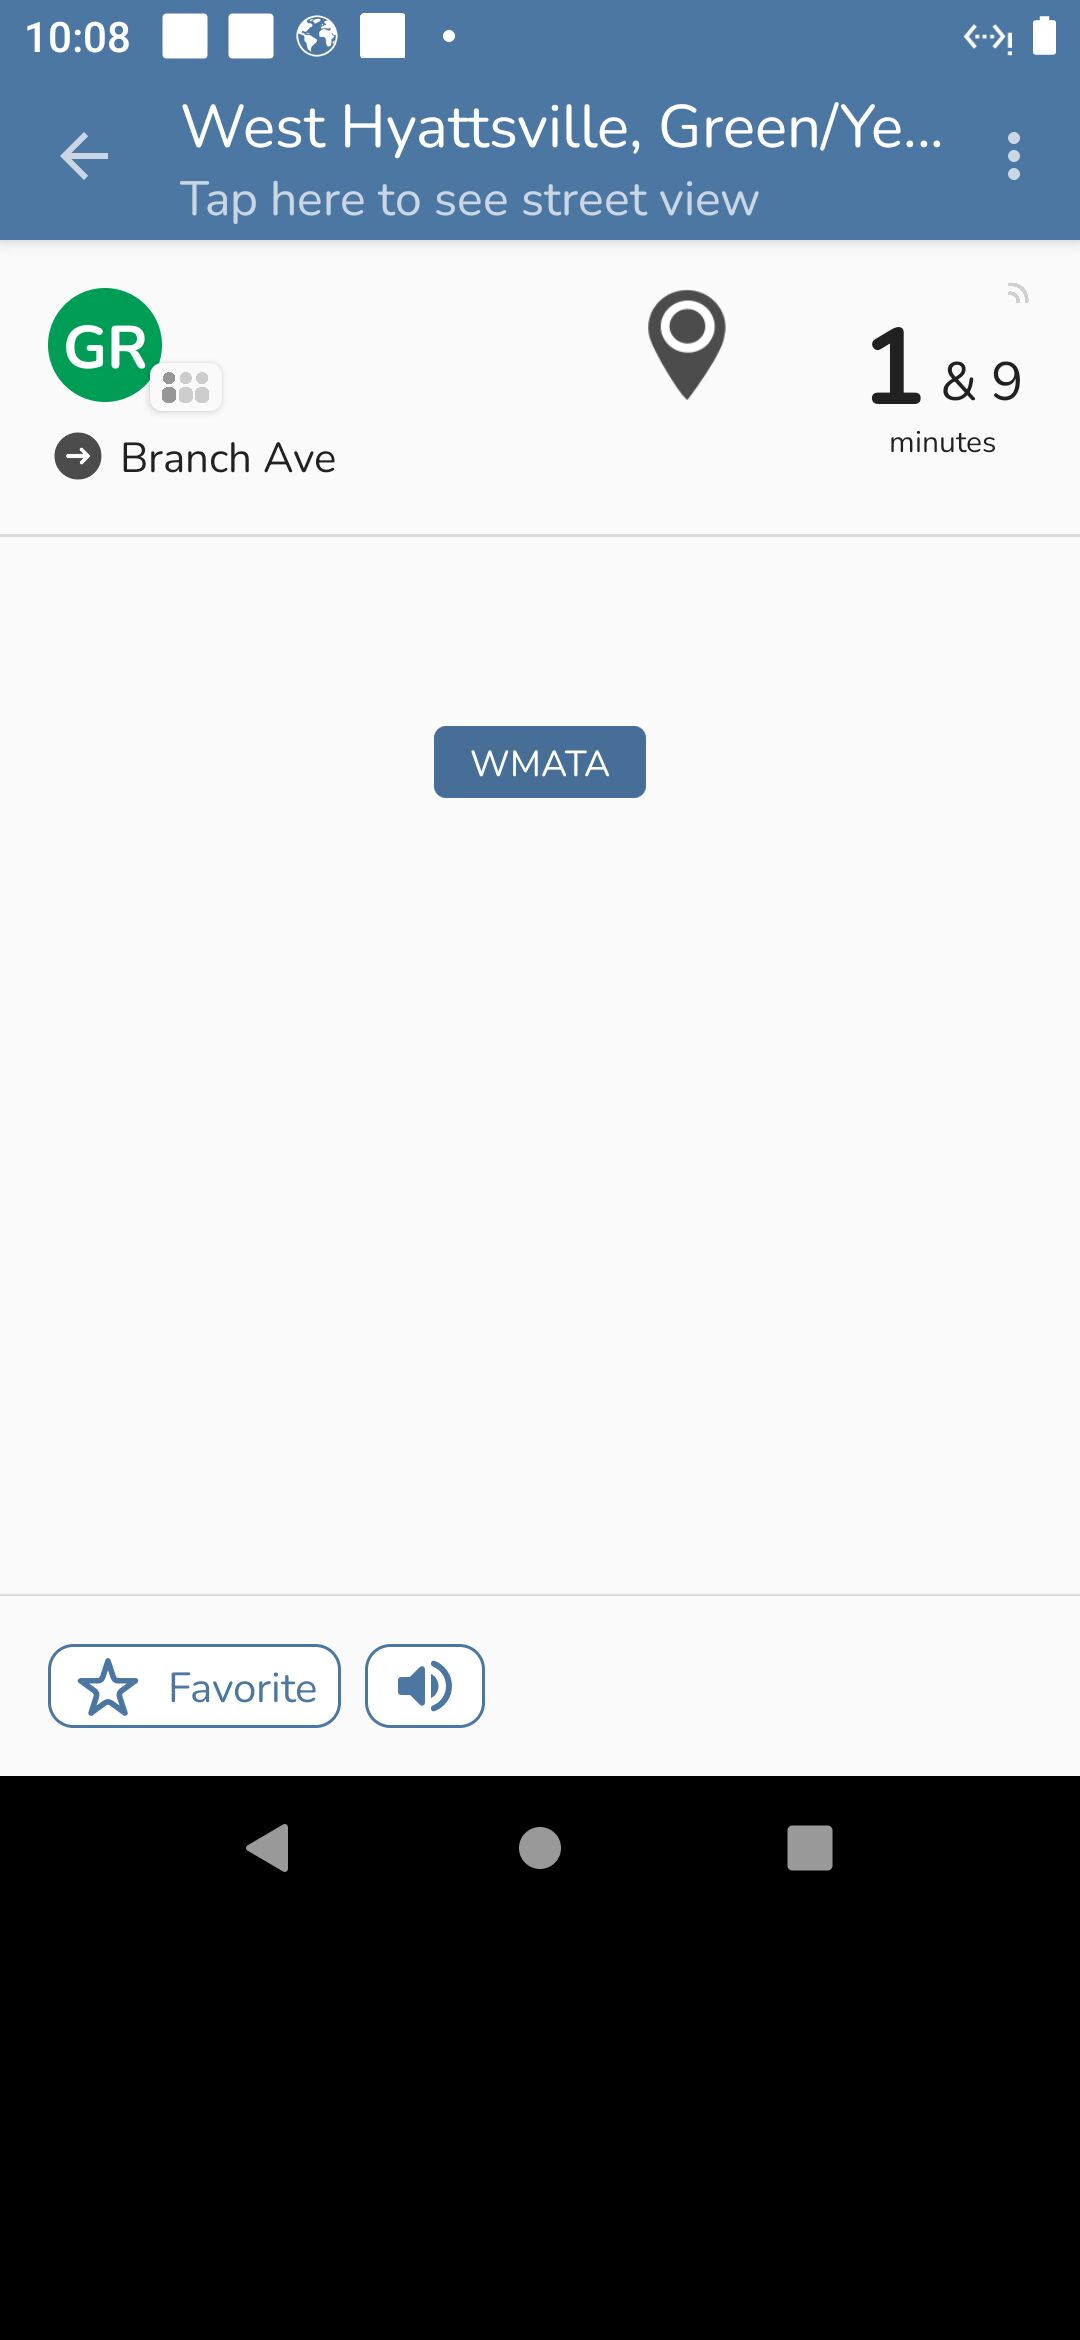 10:08
West Hyattsville, Green/Ye...
Tap here to see street view
GR
1 & 9
minutes
Branch Ave
WMATA
Favorite